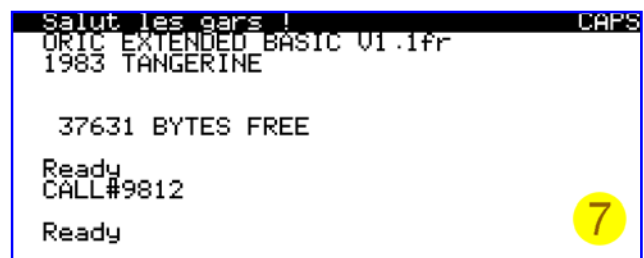 Salut les gars ! CAPS
ORIC EXTENDED BASIC V1.1fr
1983 TANGERINE
37631 BYTES FREE
Ready
CALL#9812
Ready
7